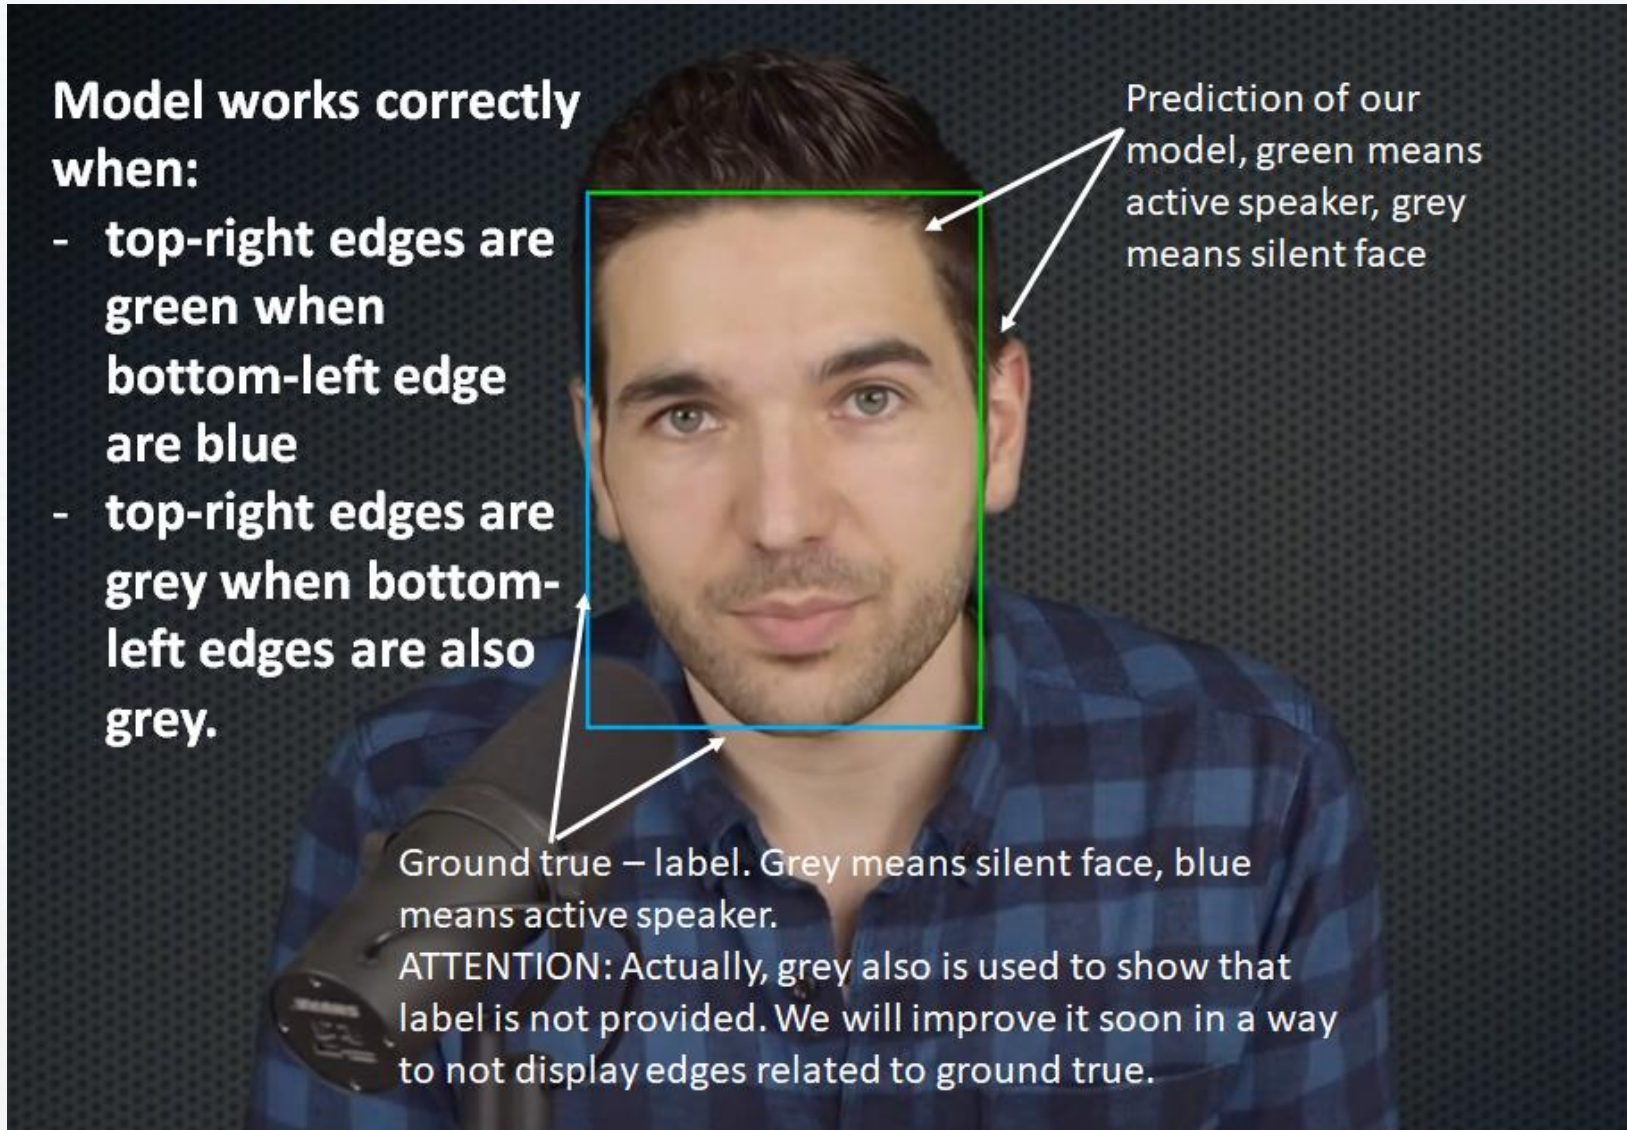 Model works correctly
when:
- top-right edges are
green when
bottom-left edge
are blue
- top-right edges are
grey when bottom-
left edges are also
grey.
Prediction of our
model, green means
active speaker, grey
means silent face
Ground true – label. Grey means silent face, blue
means active speaker.
ATTENTION: Actually, grey also is used to show that
label is not provided. We will improve it soon in a way
to not display edges related to ground true.